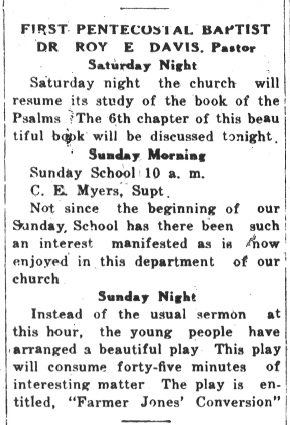 FIRST PENTECOSTAL BAPTIST
DR ROY E DAVIS, Pastor
Saturday Night
Saturday night the church will
resume its study of the book of the
Psalms The 6th chapter of this beau
tiful book will be discussed tonight.
Sunday Morning
Sunday School 10 a. m.
C. E. Myers, Supt.
Not since the beginning of our
Sunday, School has there been such
an interest manifested as is now
enjoyed in this department of our
church
Sunday Night
Instead of the usual sermon at
this hour, the young people have
arranged a beautiful play This play
will consume forty-five minutes of
interesting matter The play is en-
titled, "Farmer Jones' Conversion"